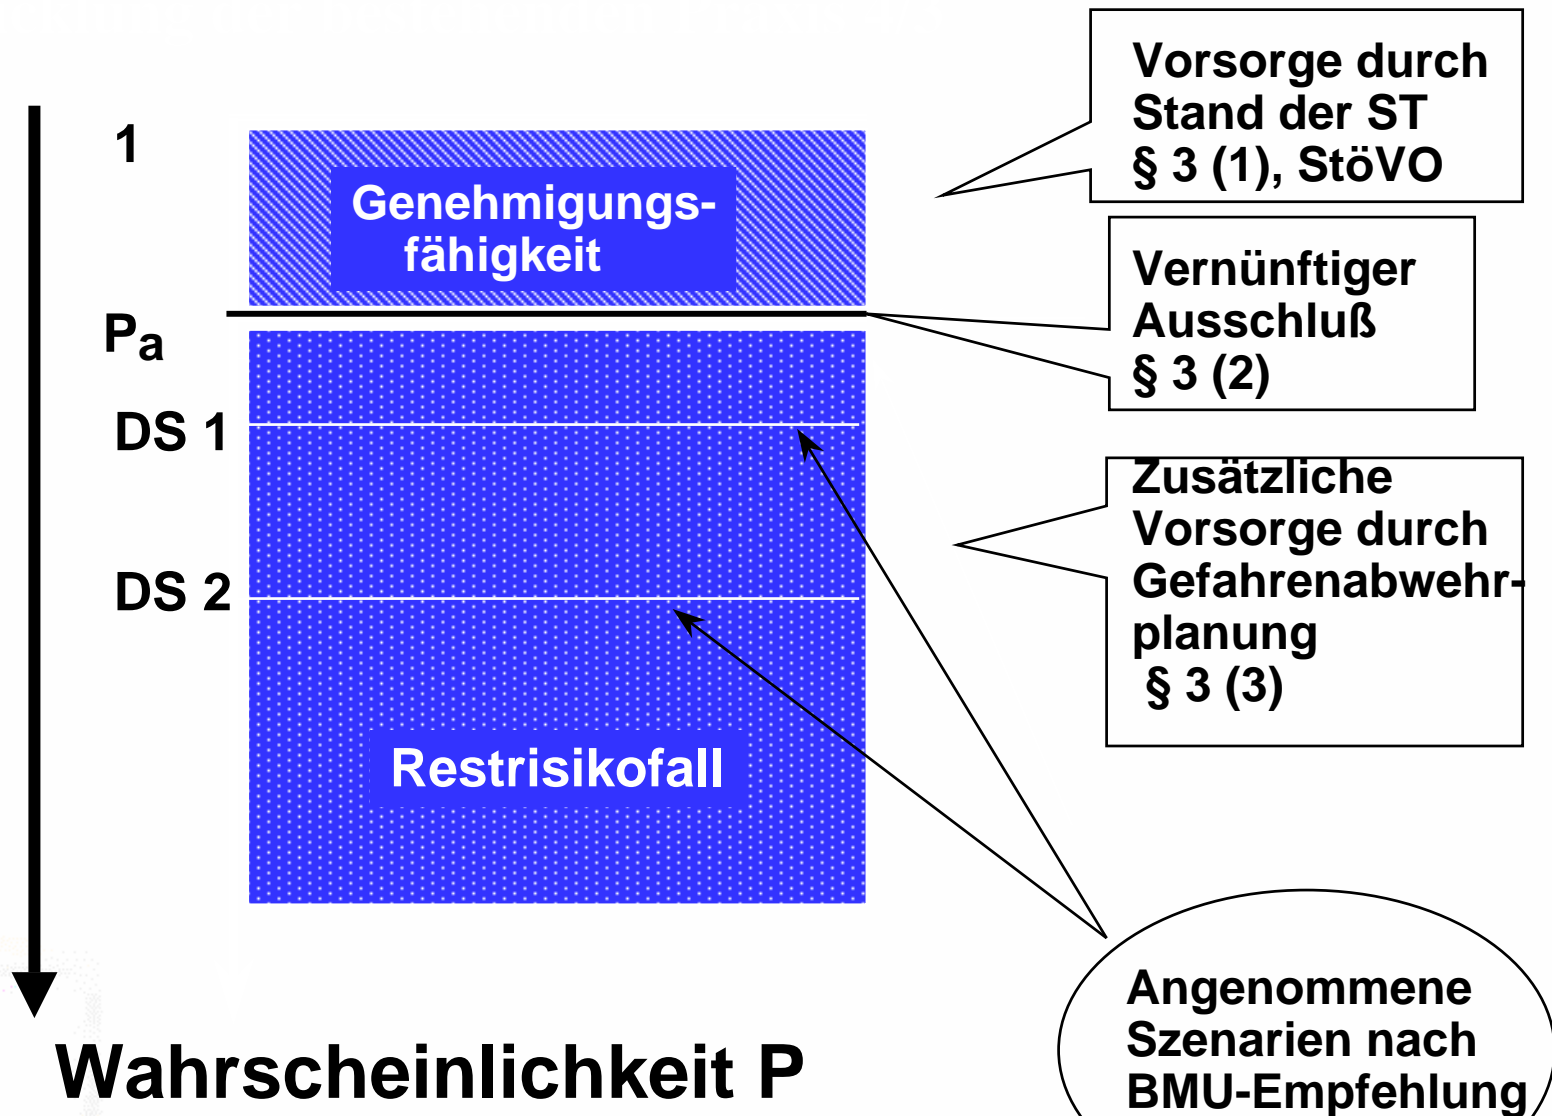 1
Genehmigungs-
fähigkeit
Pa
DS 1
DS 2
Restrisikofall
Wahrscheinlichkeit P
Vorsorge durch
Stand der ST
§ 3 (1), StöVO
Vernünftiger
Ausschluß
§ 3 (2)
Zusätzliche
Vorsorge durch
Gefahrenabwehr-
planung
§ 3 (3)
Angenommene
Szenarien nach
BMU-Empfehlung